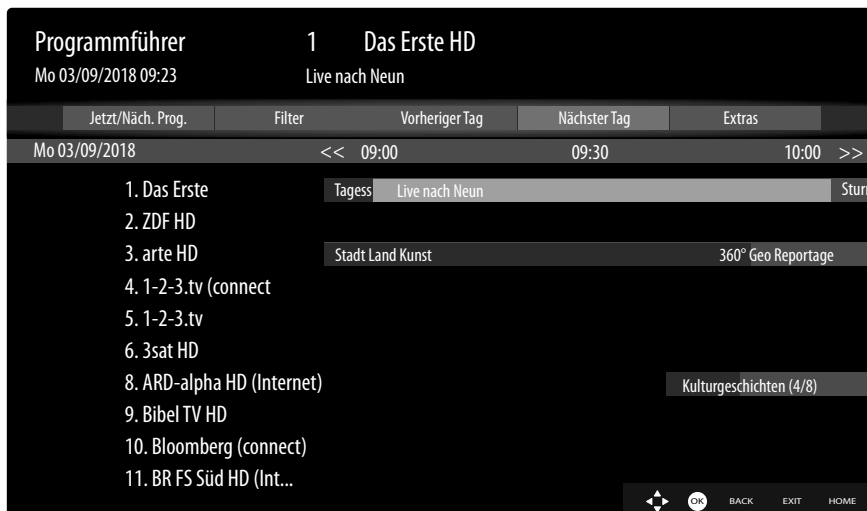 Programmführer 1 Das Erste HD
Mo 03/09/2018 09:23 Live nach Neun
Jetzt/Näch. Prog. Filter Vorheriger Tag Nächster Tag Extras
Mo 03/09/2018 << 09:00 09:30 10:00 >>
1. Das Erste Tagess Live nach Neun Stur
2. ZDF HD
3. arte HD Stadt Land Kunst 360° Geo Reportage
4. 1-2-3.tv (connect
5. 1-2-3.tv
6. 3sat HD
8. ARD-alpha HD (Internet) Kulturgeschichten (4/8)
9. Bibel TV HD
10. Bloomberg (connect)
11. BR FS Süd HD (Int...
OK BACK EXIT HOME